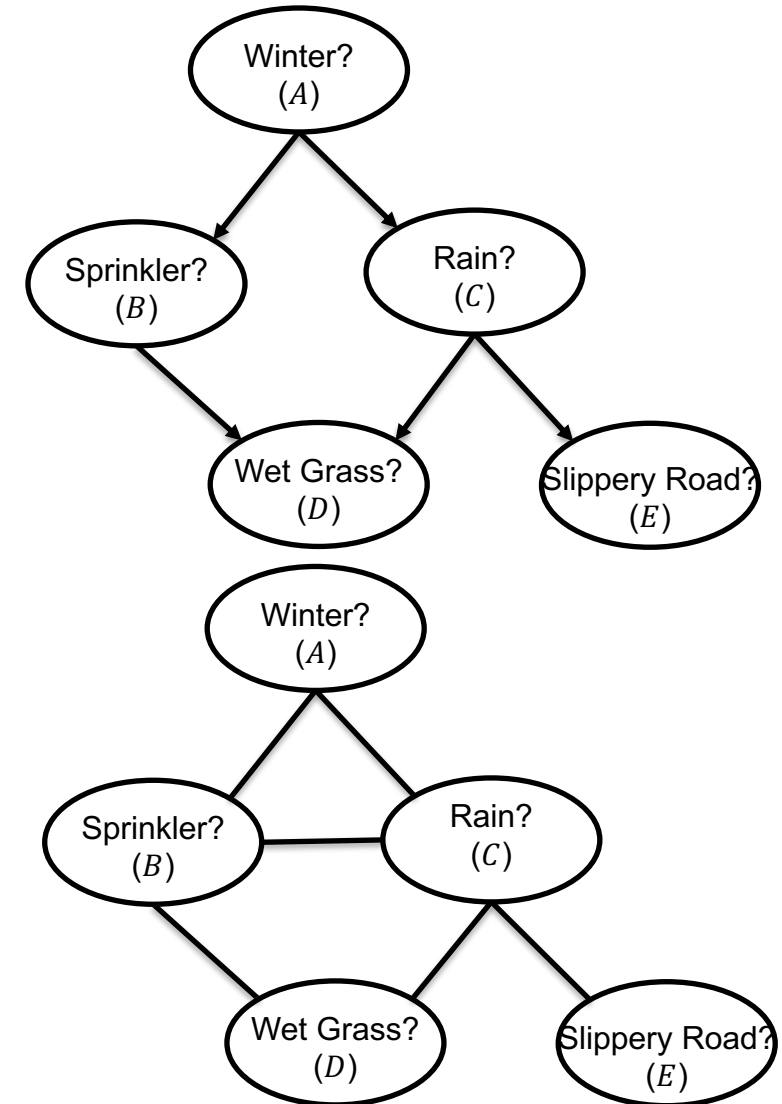 Winter?
(A)
Sprinkler?
(B)
Rain?
(C)
Wet Grass?
(D)
Slippery Road?
(E)
Winter?
(A)
Sprinkler?
(B)
Rain?
(C)
Wet Grass?
(D)
Slippery Road?
(E)